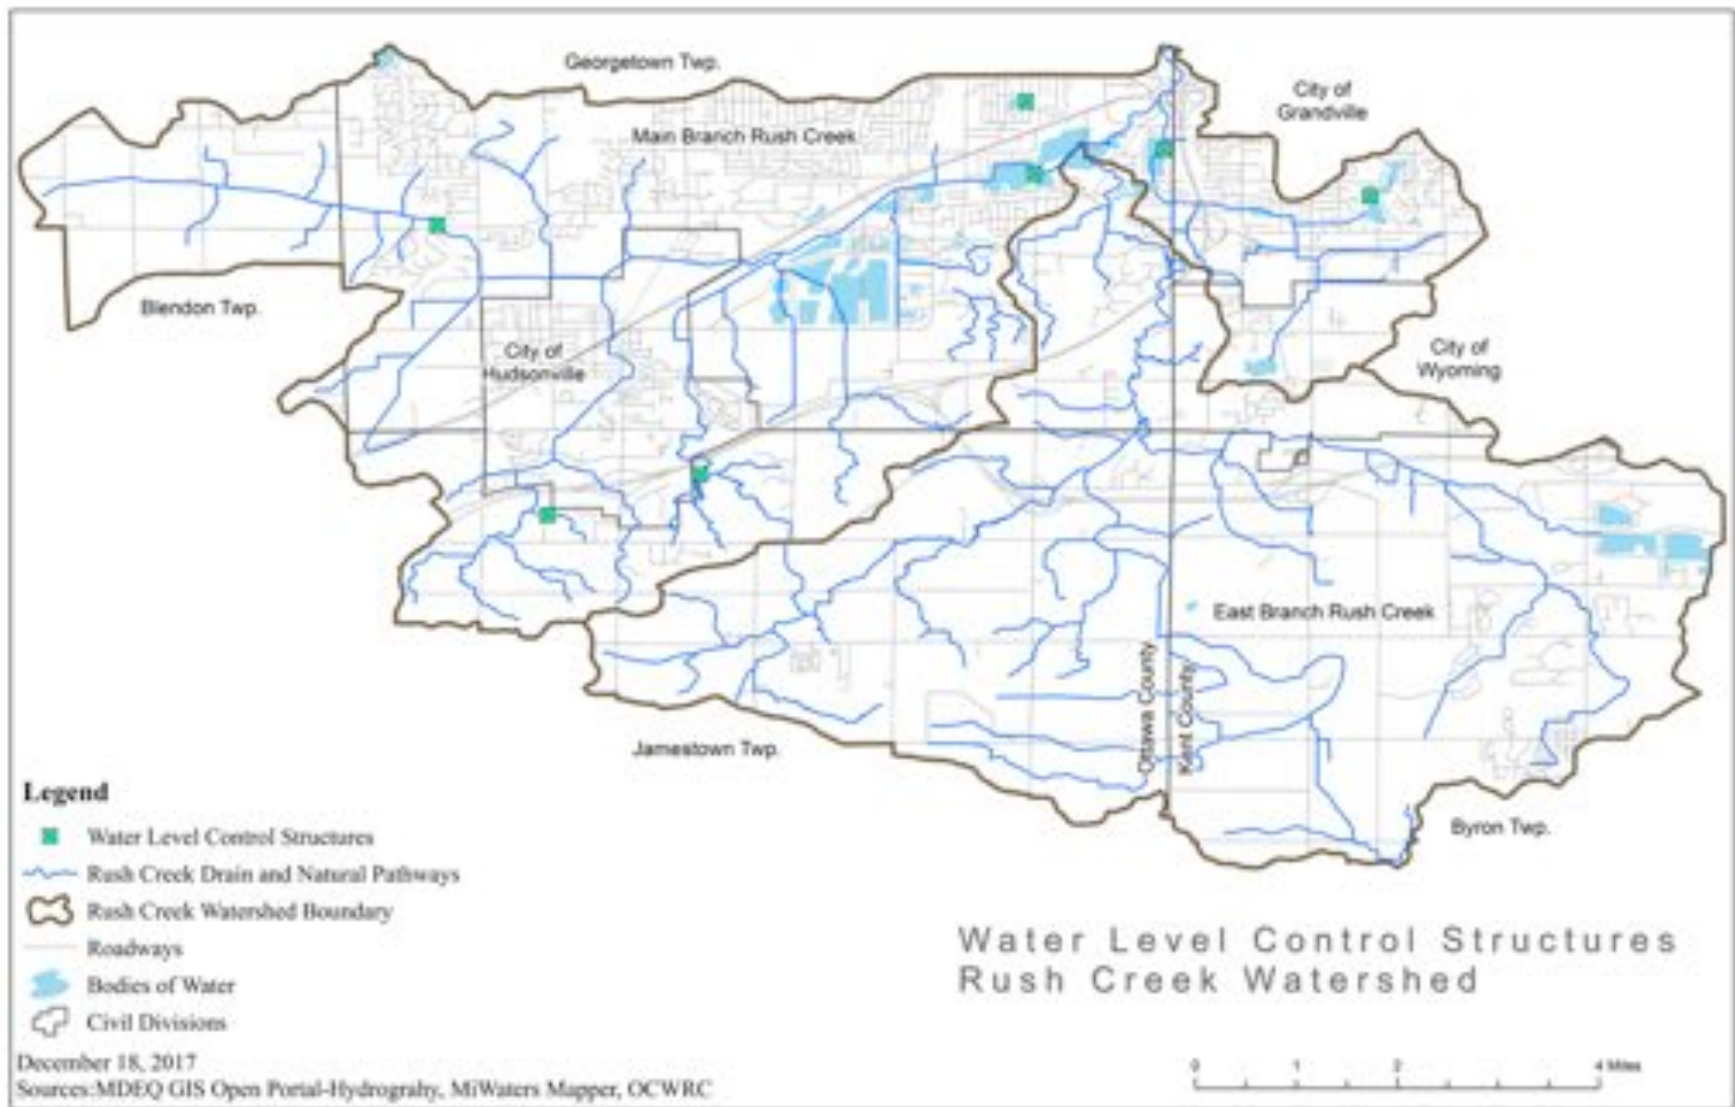 Georgetown Twp.
City of
Grandville
Main Branch Rush Creek
Blendon Twp.
City of
Hudsonville
City of
Wyoming
East Branch Rush Creek
Ottawa County
Kent County
Jamestown Twp.
Byron Twp.
Legend
Water Level Control Structures
Rush Creek Drain and Natural Pathways
Rush Creek Watershed Boundary
Roadways
Bodies of Water
Civil Divisions
Water Level Control Structures
Rush Creek Watershed
December 18, 2017
Sources:MDEQ GIS Open Portal-Hydrograhy, MiWaters Mapper, OCWRC
0 1 2 4 Miles